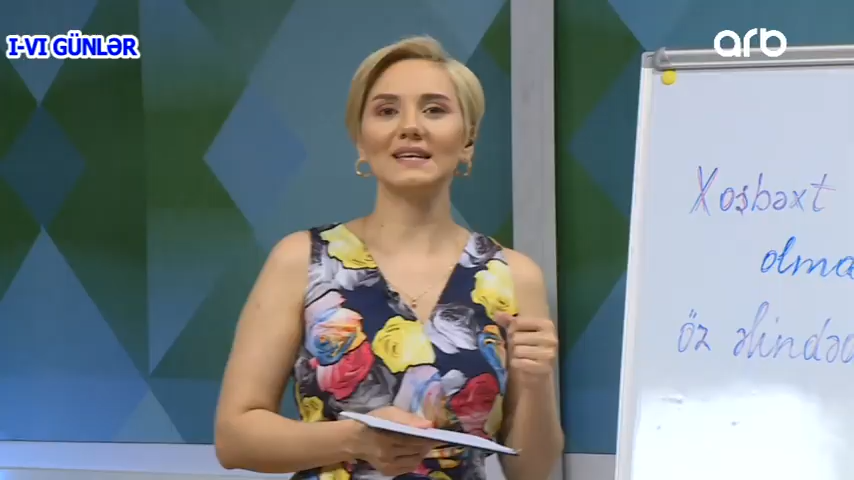 I-VI GÜNLƏR
arb
Xoşbəxt
olma
öz əlində